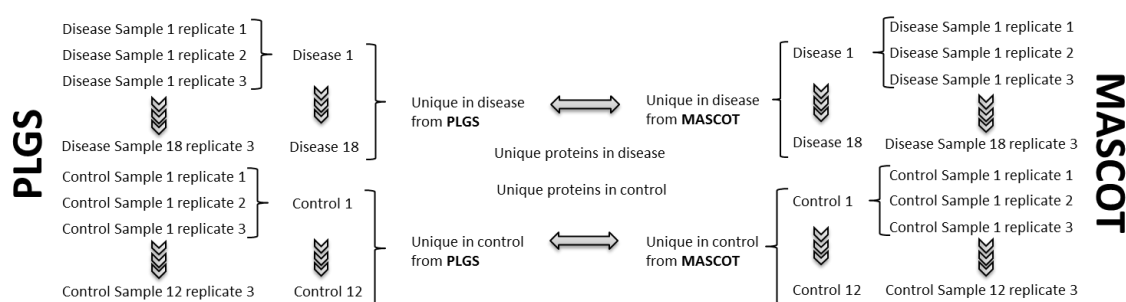 PLGS
Disease Sample 1 replicate 1
Disease Sample 1 replicate 2
Disease Sample 1 replicate 3
Disease Sample 18 replicate 3
Control Sample 1 replicate 1
Control Sample 1 replicate 2
Control Sample 1 replicate 3
Control Sample 12 replicate 3
Disease 1
Disease 18
Control 1
Control 12
Unique in disease
from PLGS
Unique in disease
from MASCOT
Unique proteins in disease
Unique proteins in control
Unique in control
from PLGS
Unique in control
from MASCOT
Disease 1
Disease 18
Control 1
Control 12
Disease Sample 1 replicate 1
Disease Sample 1 replicate 2
Disease Sample 1 replicate 3
Disease Sample 18 replicate 3
Control Sample 1 replicate 1
Control Sample 1 replicate 2
Control Sample 1 replicate 3
Control Sample 12 replicate 3
MASCOT